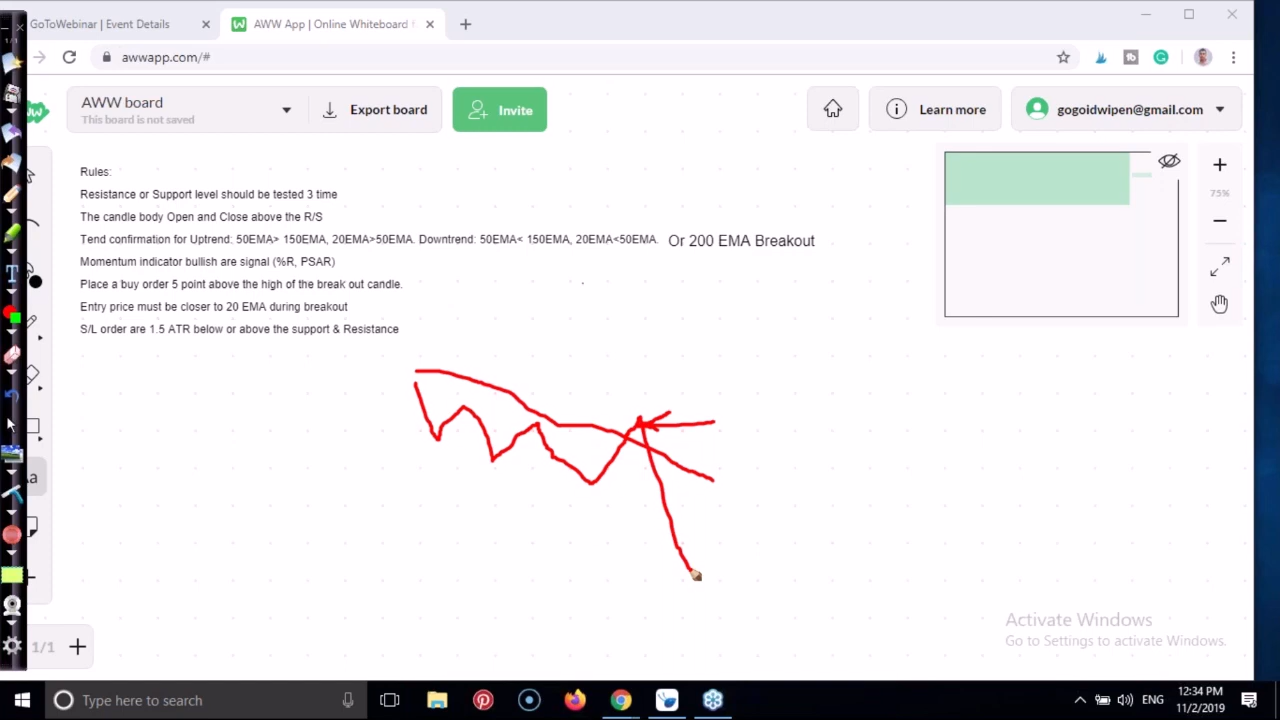 GoToWebinar | Event Details
AWW App | Online Whiteboard f
awwapp.com/#
1/1
AWW board
This board is not saved
Export board
Invite
Learn more
gogoidwipen@gmail.com
Rules:
Resistance or Support level should be tested 3 time
The candle body Open and Close above the R/S
Tend confirmation for Uptrend: 50EMA> 150EMA, 20EMA>50EMA. Downtrend: 50EMA< 150EMA, 20EMA<50EMA. Or 200 EMA Breakout
Momentum indicator bullish are signal (%R, PSAR)
Place a buy order 5 point above the high of the break out candle.
Entry price must be closer to 20 EMA during breakout
S/L order are 1.5 ATR below or above the support & Resistance
75%
T
Aa
Activate Windows
Go to Settings to activate Windows.
1/1
Type here to search
ENG
12:34 PM
11/2/2019